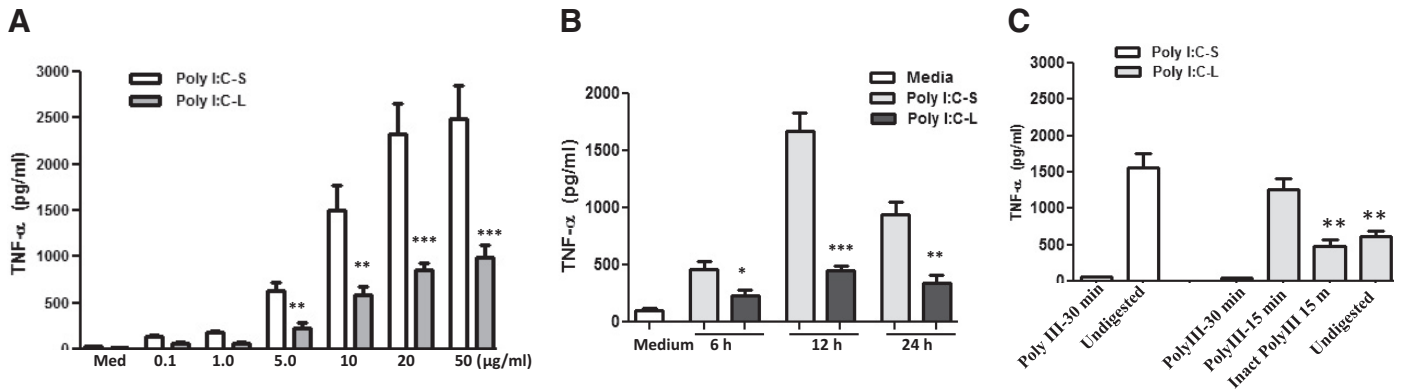 A
TNF-α (pg/ml)
3000
2500
2000
1500
1000
500
0
Poly I:C-S
Poly I:C-L
**
**
***
***
Med 0.1 1.0 5.0 10 20 50 (µg/ml)
B
TNF-α (pg/ml)
2000
1500
1000
500
0
Media
Poly I:C-S
Poly I:C-L
*
***
**
Medium 6 h 12 h 24 h
C
TNF-α (pg/ml)
3000
2500
2000
1500
1000
500
0
Poly I:C-S
Poly I:C-L
**
**
Poly III-30 min
Undigested
PolyIII-30 min
PolyIII-15 min
Inact PolyIII 15 m
Undigested